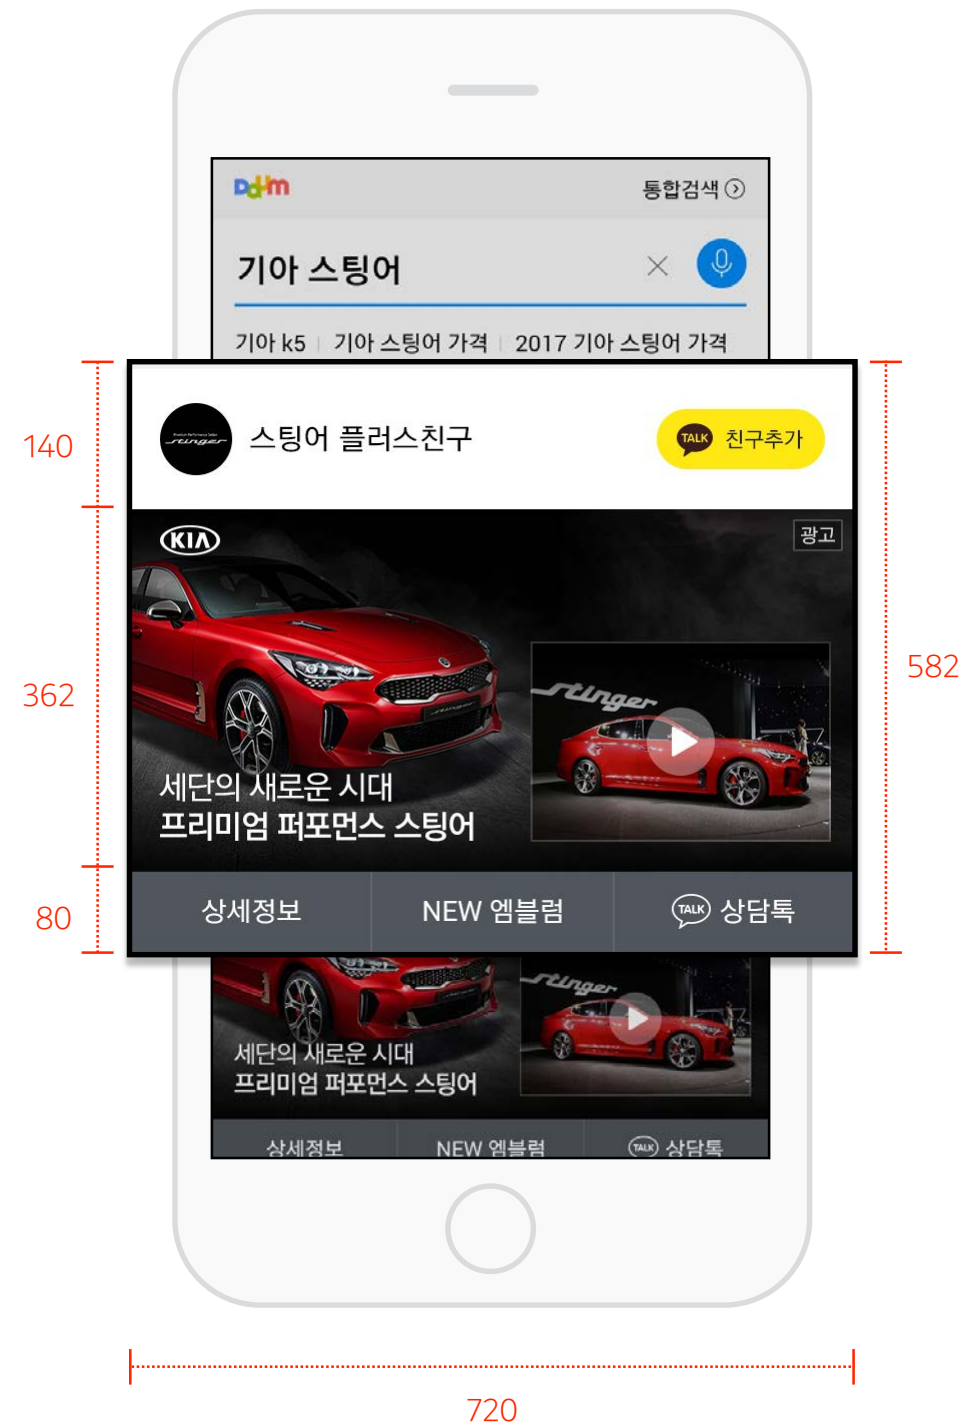 Daum
통합검색
기아 스팅어
기아 k5 기아 스팅어 가격 2017 기아 스팅어 가격
140
stinger
스팅어 플러스친구
TALK 친구추가
KIA
광고
362
582
stinger
세단의 새로운 시대
프리미엄 퍼포먼스 스팅어
80
상세정보 NEW 엠블럼 TALK 상담톡
stinger
세단의 새로운 시대
프리미엄 퍼포먼스 스팅어
상세정보 NEW 엠블럼 TALK 상담톡
720